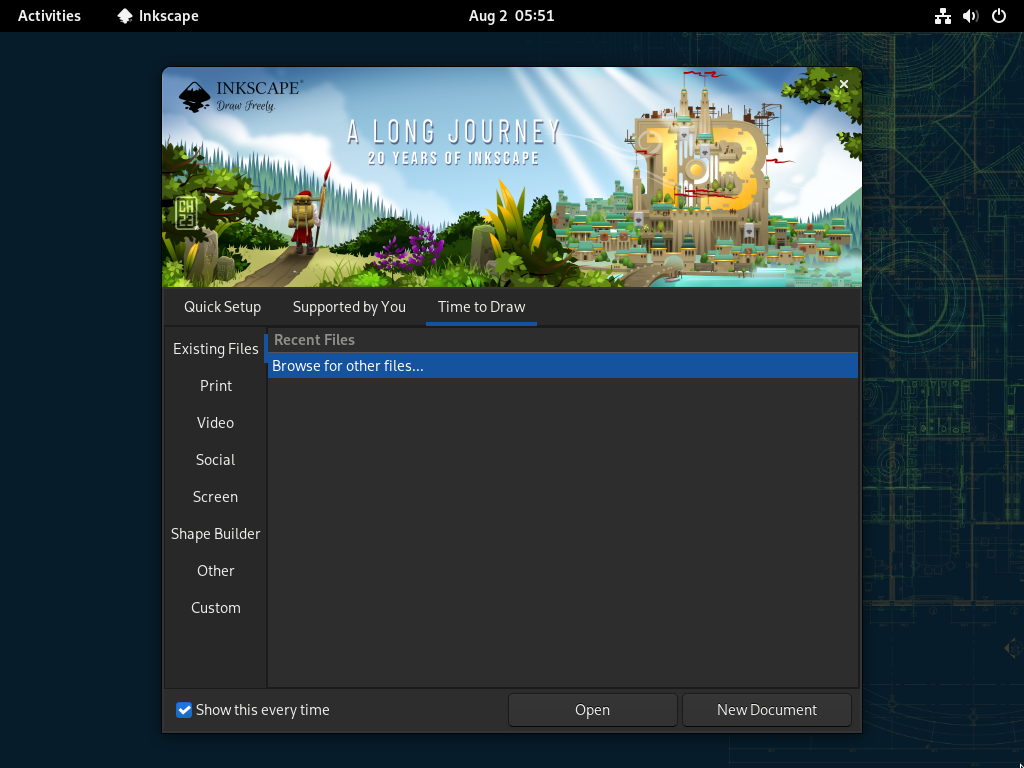 Activities
Inkscape
Aug 2 05:51
INKSCAPE
Draw Freely.
A LONG JOURNEY
20 YEARS OF INKSCAPE
1.3
CH
23
Quick Setup
Supported by You
Time to Draw
Existing Files
Print
Video
Social
Screen
Shape Builder
Other
Custom
Recent Files
Browse for other files...
Show this every time
Open
New Document